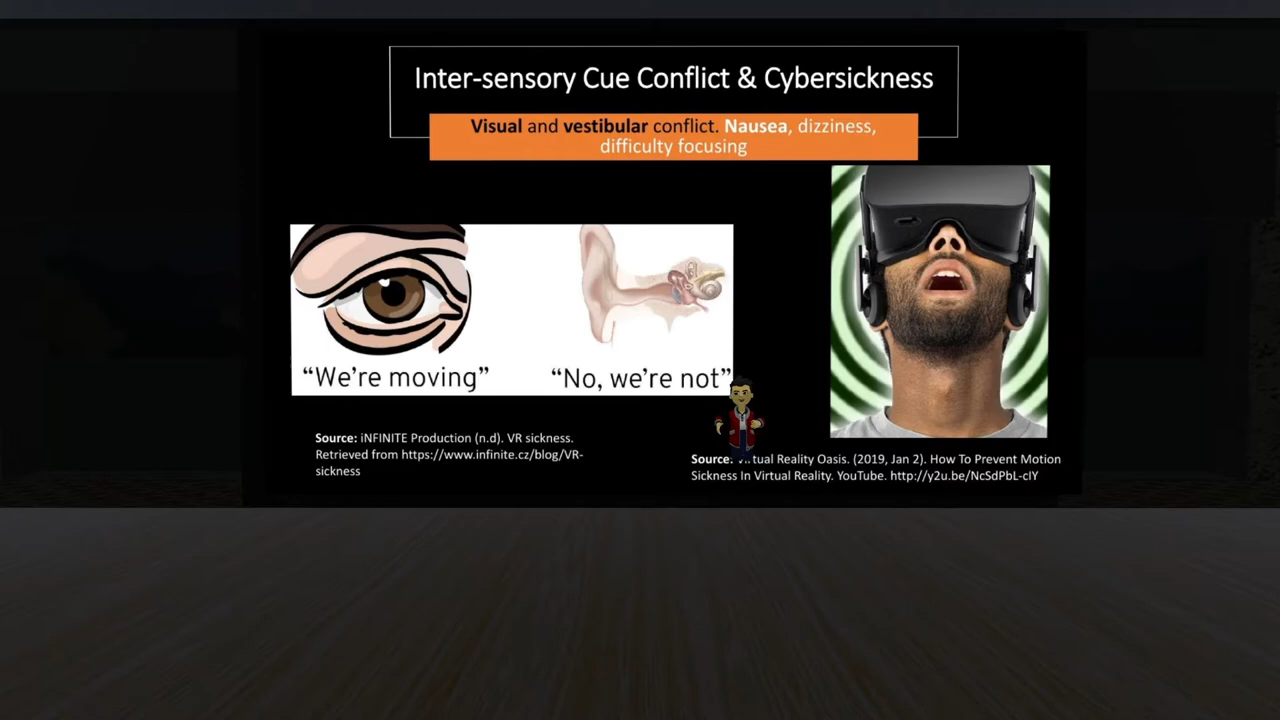 Inter-sensory Cue Conflict & Cybersickness
Visual and vestibular conflict. Nausea, dizziness,
difficulty focusing
“We’re moving”
“No, we’re not”
Source: iNFINITE Production (n.d). VR sickness.
Retrieved from https://www.infinite.cz/blog/VR-
sickness
Source: Virtual Reality Oasis. (2019, Jan 2). How To Prevent Motion
Sickness In Virtual Reality. YouTube. http://y2u.be/NcSdPbL-cIY